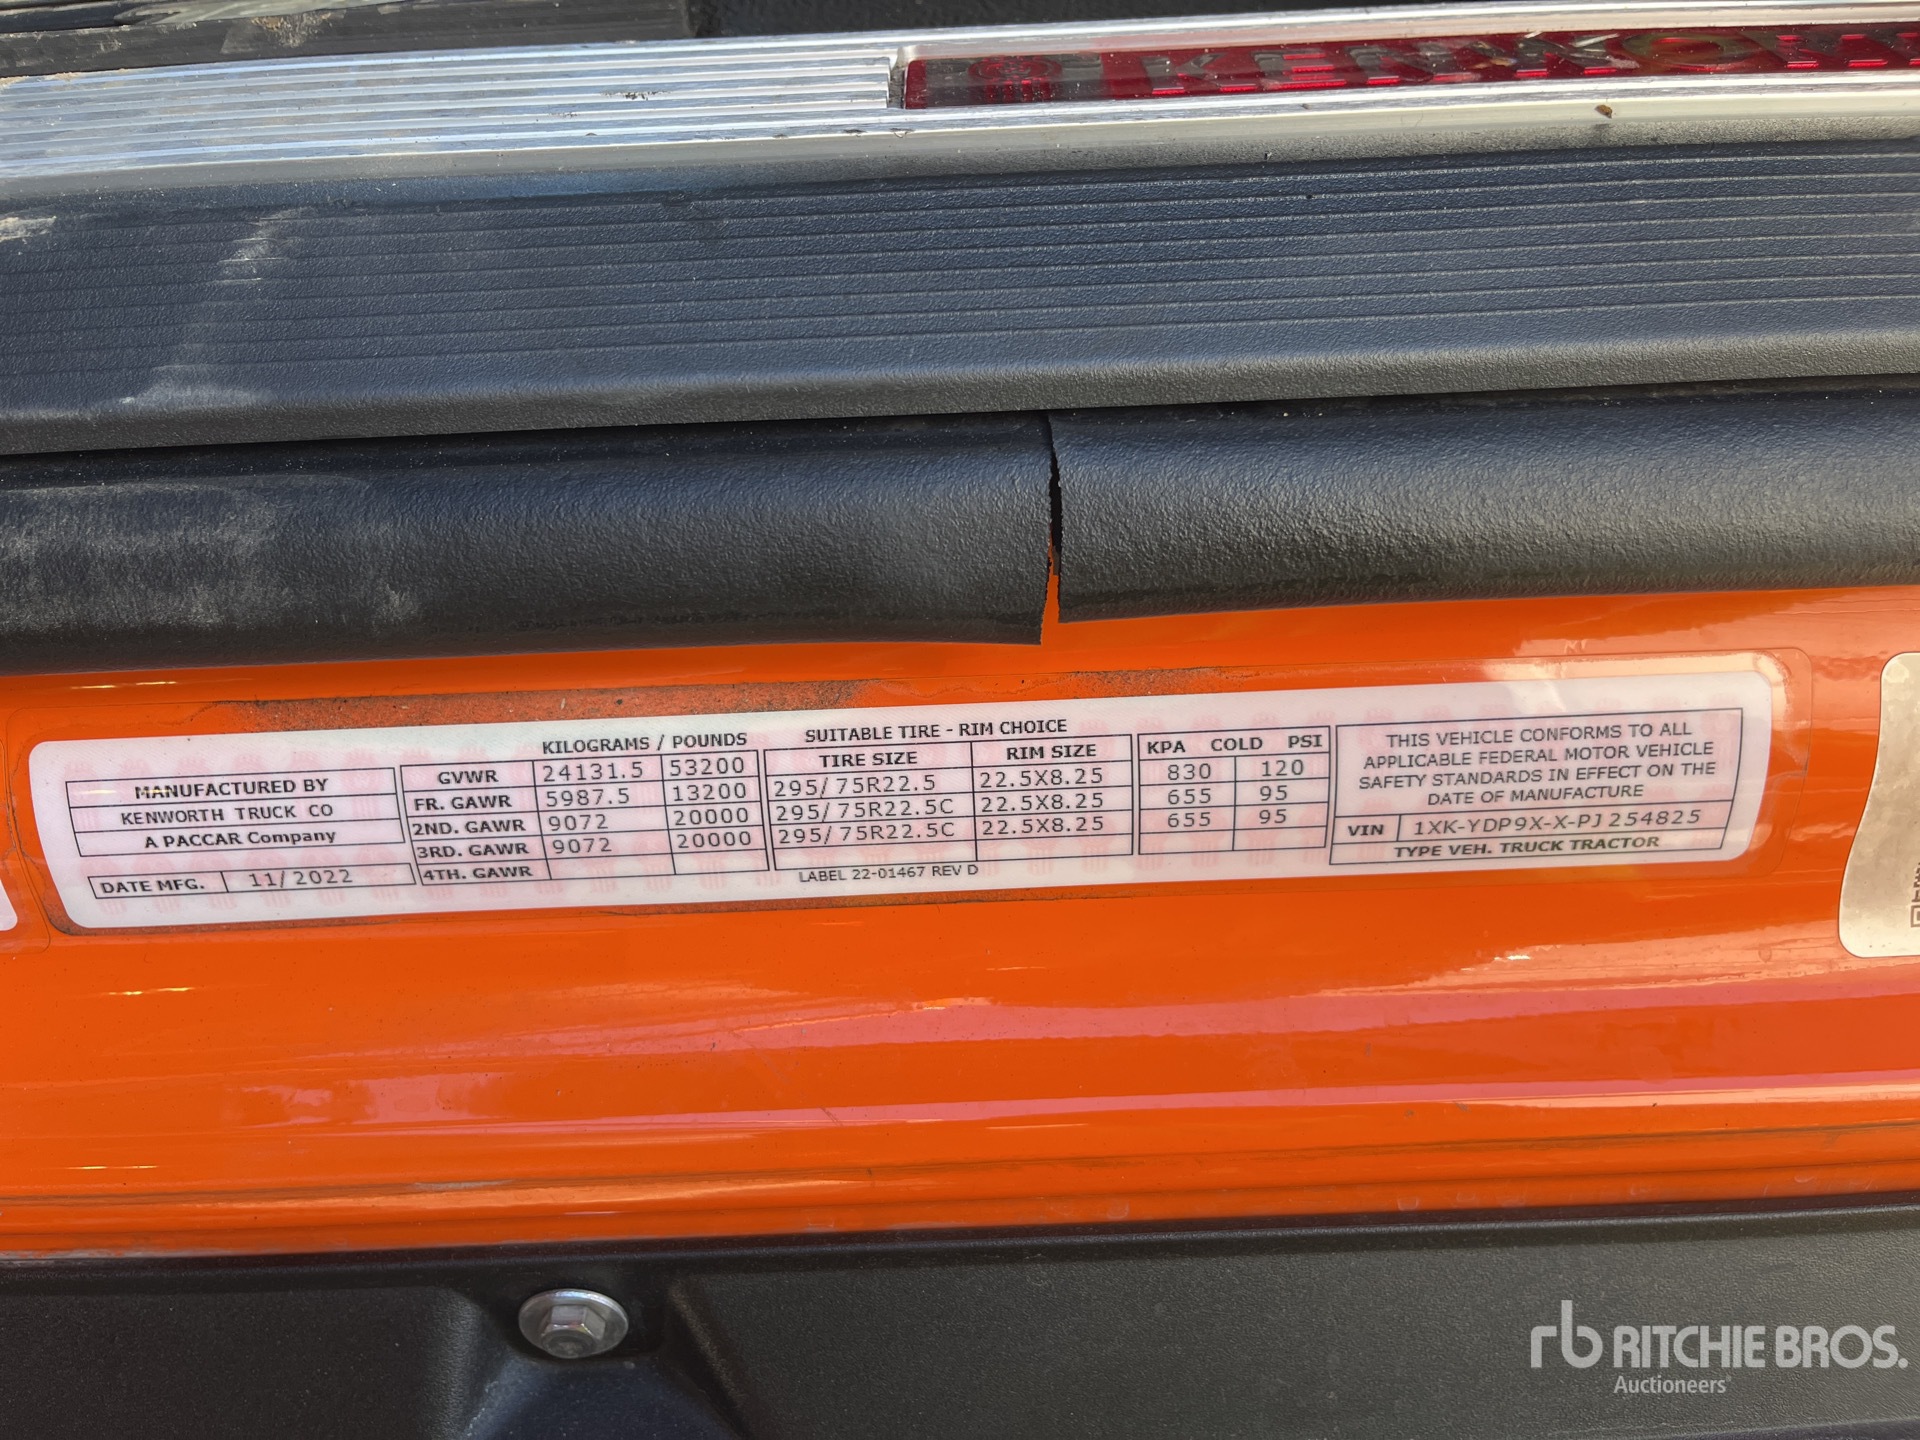 KENWOR
KILOGRAMS / POUNDS
SUITABLE TIRE - RIM CHOICE
MANUFACTURED BY
KENWORTH TRUCK CO
A PACCAR Company
DATE MFG. 11/2022
GVWR 24131.5 53200
FR. GAWR 5987.5 13200
2ND. GAWR 9072 20000
3RD. GAWR 9072 20000
4TH. GAWR
TIRE SIZE RIM SIZE
295/75R22.5 22.5X8.25
295/75R22.5C 22.5X8.25
295/75R22.5C 22.5X8.25
LABEL 22-01467 REV D
KPA COLD PSI
830 120
655 95
655 95
THIS VEHICLE CONFORMS TO ALL
APPLICABLE FEDERAL MOTOR VEHICLE
SAFETY STANDARDS IN EFFECT ON THE
DATE OF MANUFACTURE
VIN 1XK-YDP9X-X-PJ254825
TYPE VEH. TRUCK TRACTOR
rb RITCHIE BROS.
Auctioneers